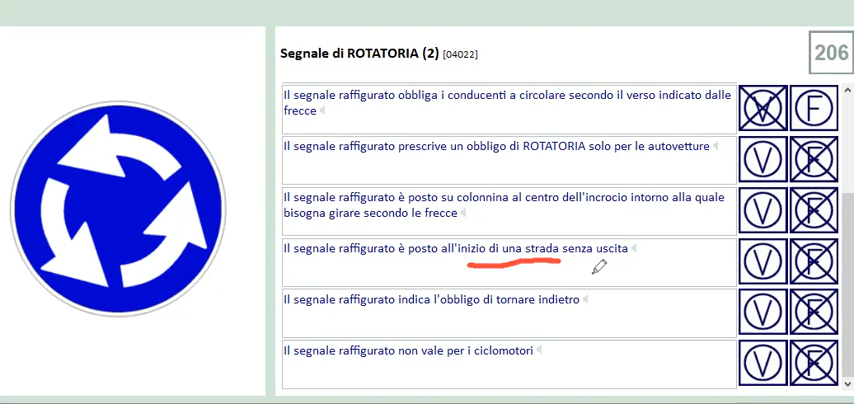 Segnale di ROTATORIA (2) [04022]
206
Il segnale raffigurato obbliga i conducenti a circolare secondo il verso indicato dalle
frecce
V F
Il segnale raffigurato prescrive un obbligo di ROTATORIA solo per le autovetture
V F
Il segnale raffigurato è posto su colonnina al centro dell'incrocio intorno alla quale
bisogna girare secondo le frecce
V F
Il segnale raffigurato è posto all'inizio di una strada senza uscita
V F
Il segnale raffigurato indica l'obbligo di tornare indietro
V F
Il segnale raffigurato non vale per i ciclomotori
V F